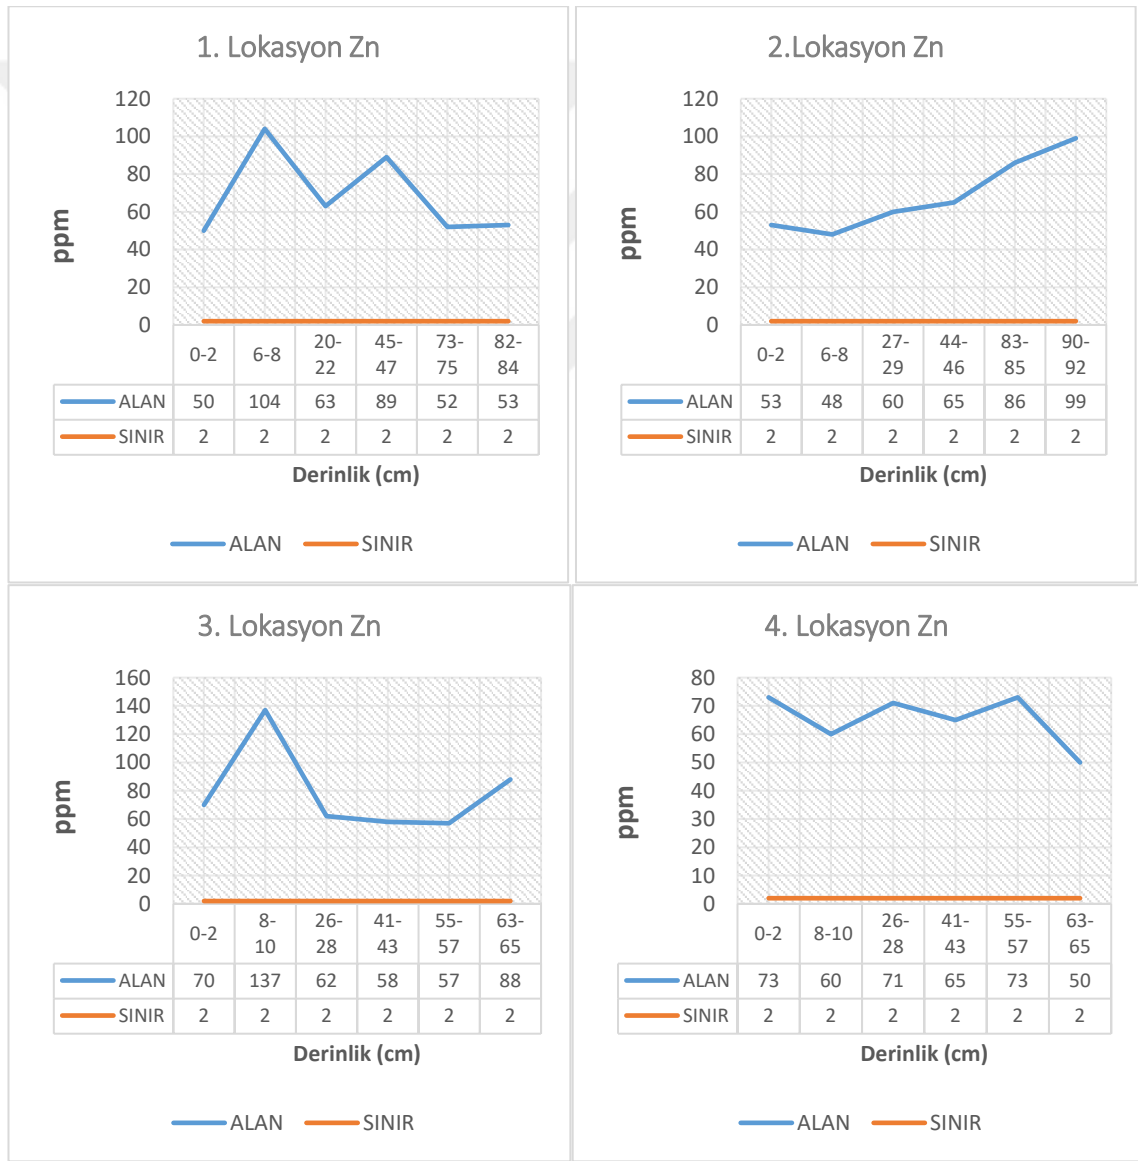 1. Lokasyon Zn
120
100
80
60
40
20
0
ppm
0-2 6-8 20-22 45-47 73-75 82-84
ALAN 50 104 63 89 52 53
SINIR 2 2 2 2 2 2
Derinlik (cm)
ALAN SINIR
2.Lokasyon Zn
120
100
80
60
40
20
0
ppm
0-2 6-8 27-29 44-46 83-85 90-92
ALAN 53 48 60 65 86 99
SINIR 2 2 2 2 2 2
Derinlik (cm)
ALAN SINIR
3. Lokasyon Zn
160
140
120
100
80
60
40
20
0
ppm
0-2 8-10 26-28 41-43 55-57 63-65
ALAN 70 137 62 58 57 88
SINIR 2 2 2 2 2 2
Derinlik (cm)
ALAN SINIR
4. Lokasyon Zn
80
70
60
50
40
30
20
10
0
ppm
0-2 8-10 26-28 41-43 55-57 63-65
ALAN 73 60 71 65 73 50
SINIR 2 2 2 2 2 2
Derinlik (cm)
ALAN SINIR